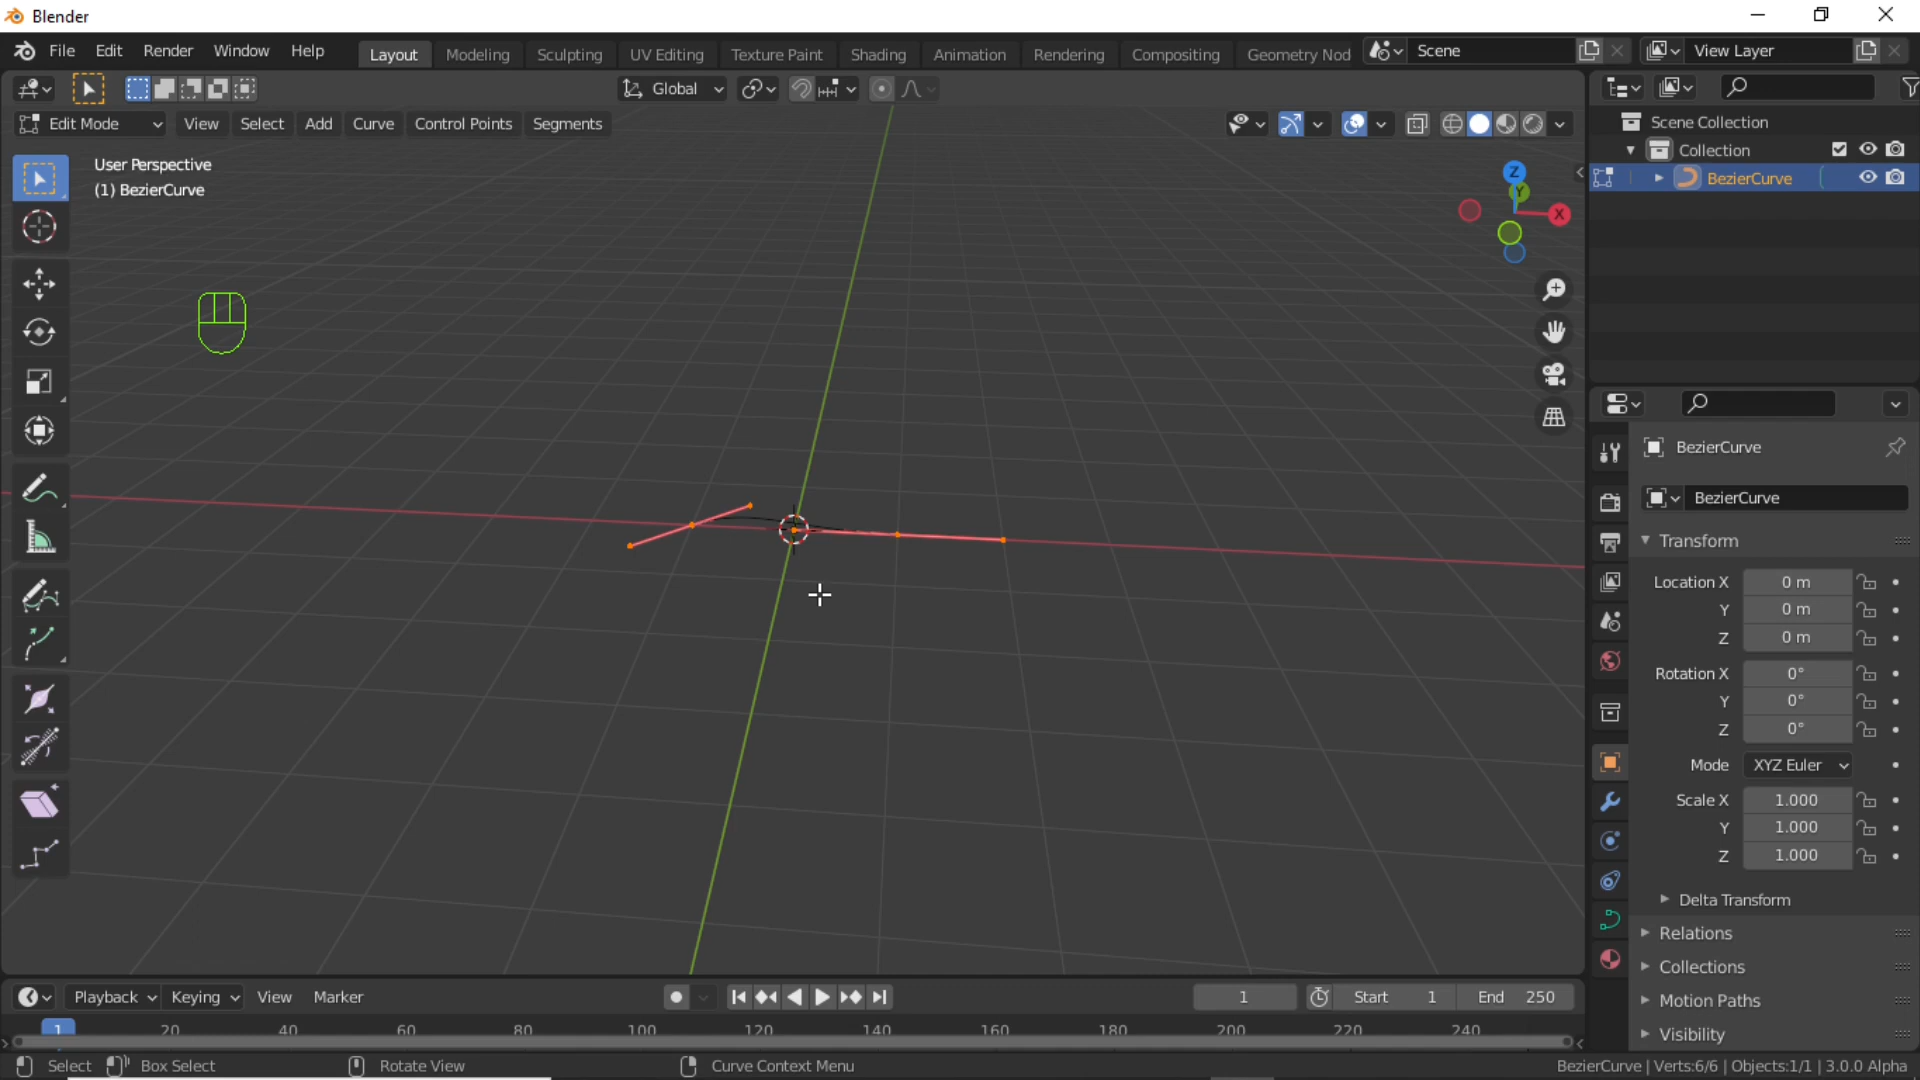 Blender
File Edit Render Window Help Layout Modeling Sculpting UV Editing Texture Paint Shading Animation Rendering Compositing Geometry Nod Scene View Layer
Global
Edit Mode View Select Add Curve Control Points Segments
User Perspective
(1) BezierCurve
Z
Y
X
Scene Collection
Collection
BezierCurve
BezierCurve
BezierCurve
Transform
Location X 0 m
Y 0 m
Z 0 m
Rotation X 0°
Y 0°
Z 0°
Mode XYZ Euler
Scale X 1.000
Y 1.000
Z 1.000
Delta Transform
Relations
Collections
Motion Paths
Visibility
Playback Keying View Marker 1 Start 1 End 250
1 20 40 60 80 100 120 140 160 180 200 220 240
Select Box Select Rotate View Curve Context Menu BezierCurve | Verts:6/6 | Objects:1/1 | 3.0.0 Alpha